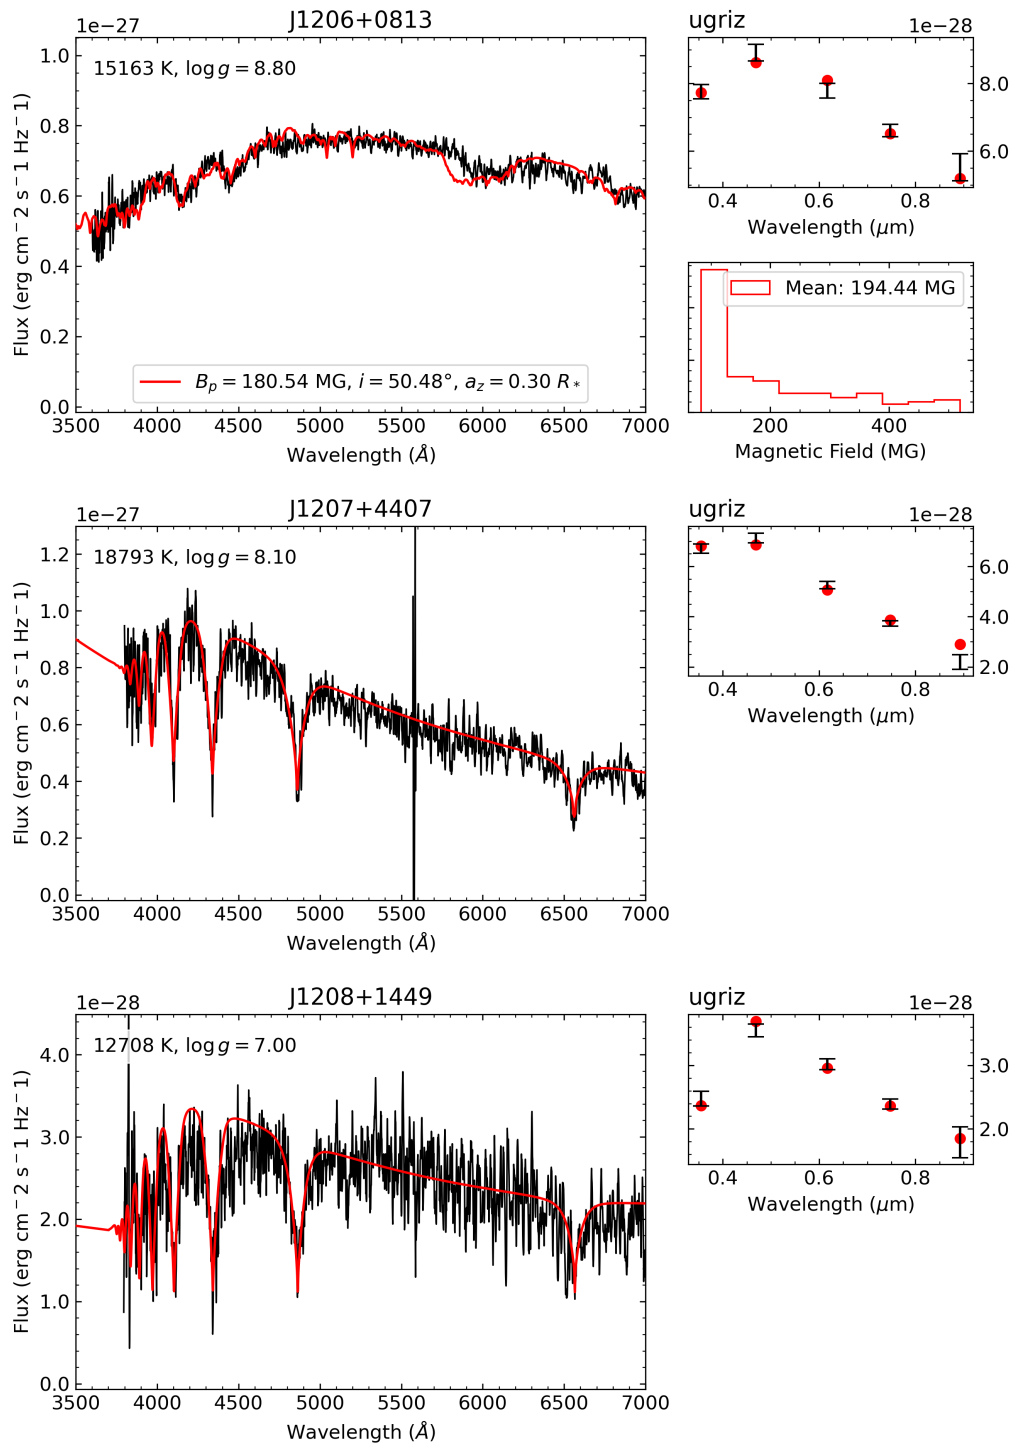 J1206+0813
1e−27
15163 K, log g = 8.80
Flux (erg cm−2 s−1 Hz−1)
1.0
0.8
0.6
0.4
0.2
0.0
B_p = 180.54 MG, i = 50.48°, a_z = 0.30 R_*
3500 4000 4500 5000 5500 6000 6500 7000
Wavelength (Å)
ugriz
1e−28
8.0
6.0
0.4 0.6 0.8
Wavelength (μm)
Mean: 194.44 MG
200 400
Magnetic Field (MG)
J1207+4407
1e−27
18793 K, log g = 8.10
Flux (erg cm−2 s−1 Hz−1)
1.2
1.0
0.8
0.6
0.4
0.2
0.0
3500 4000 4500 5000 5500 6000 6500 7000
Wavelength (Å)
ugriz
1e−28
6.0
4.0
2.0
0.4 0.6 0.8
Wavelength (μm)
J1208+1449
1e−28
12708 K, log g = 7.00
Flux (erg cm−2 s−1 Hz−1)
4.0
3.0
2.0
1.0
0.0
3500 4000 4500 5000 5500 6000 6500 7000
Wavelength (Å)
ugriz
1e−28
3.0
2.0
0.4 0.6 0.8
Wavelength (μm)